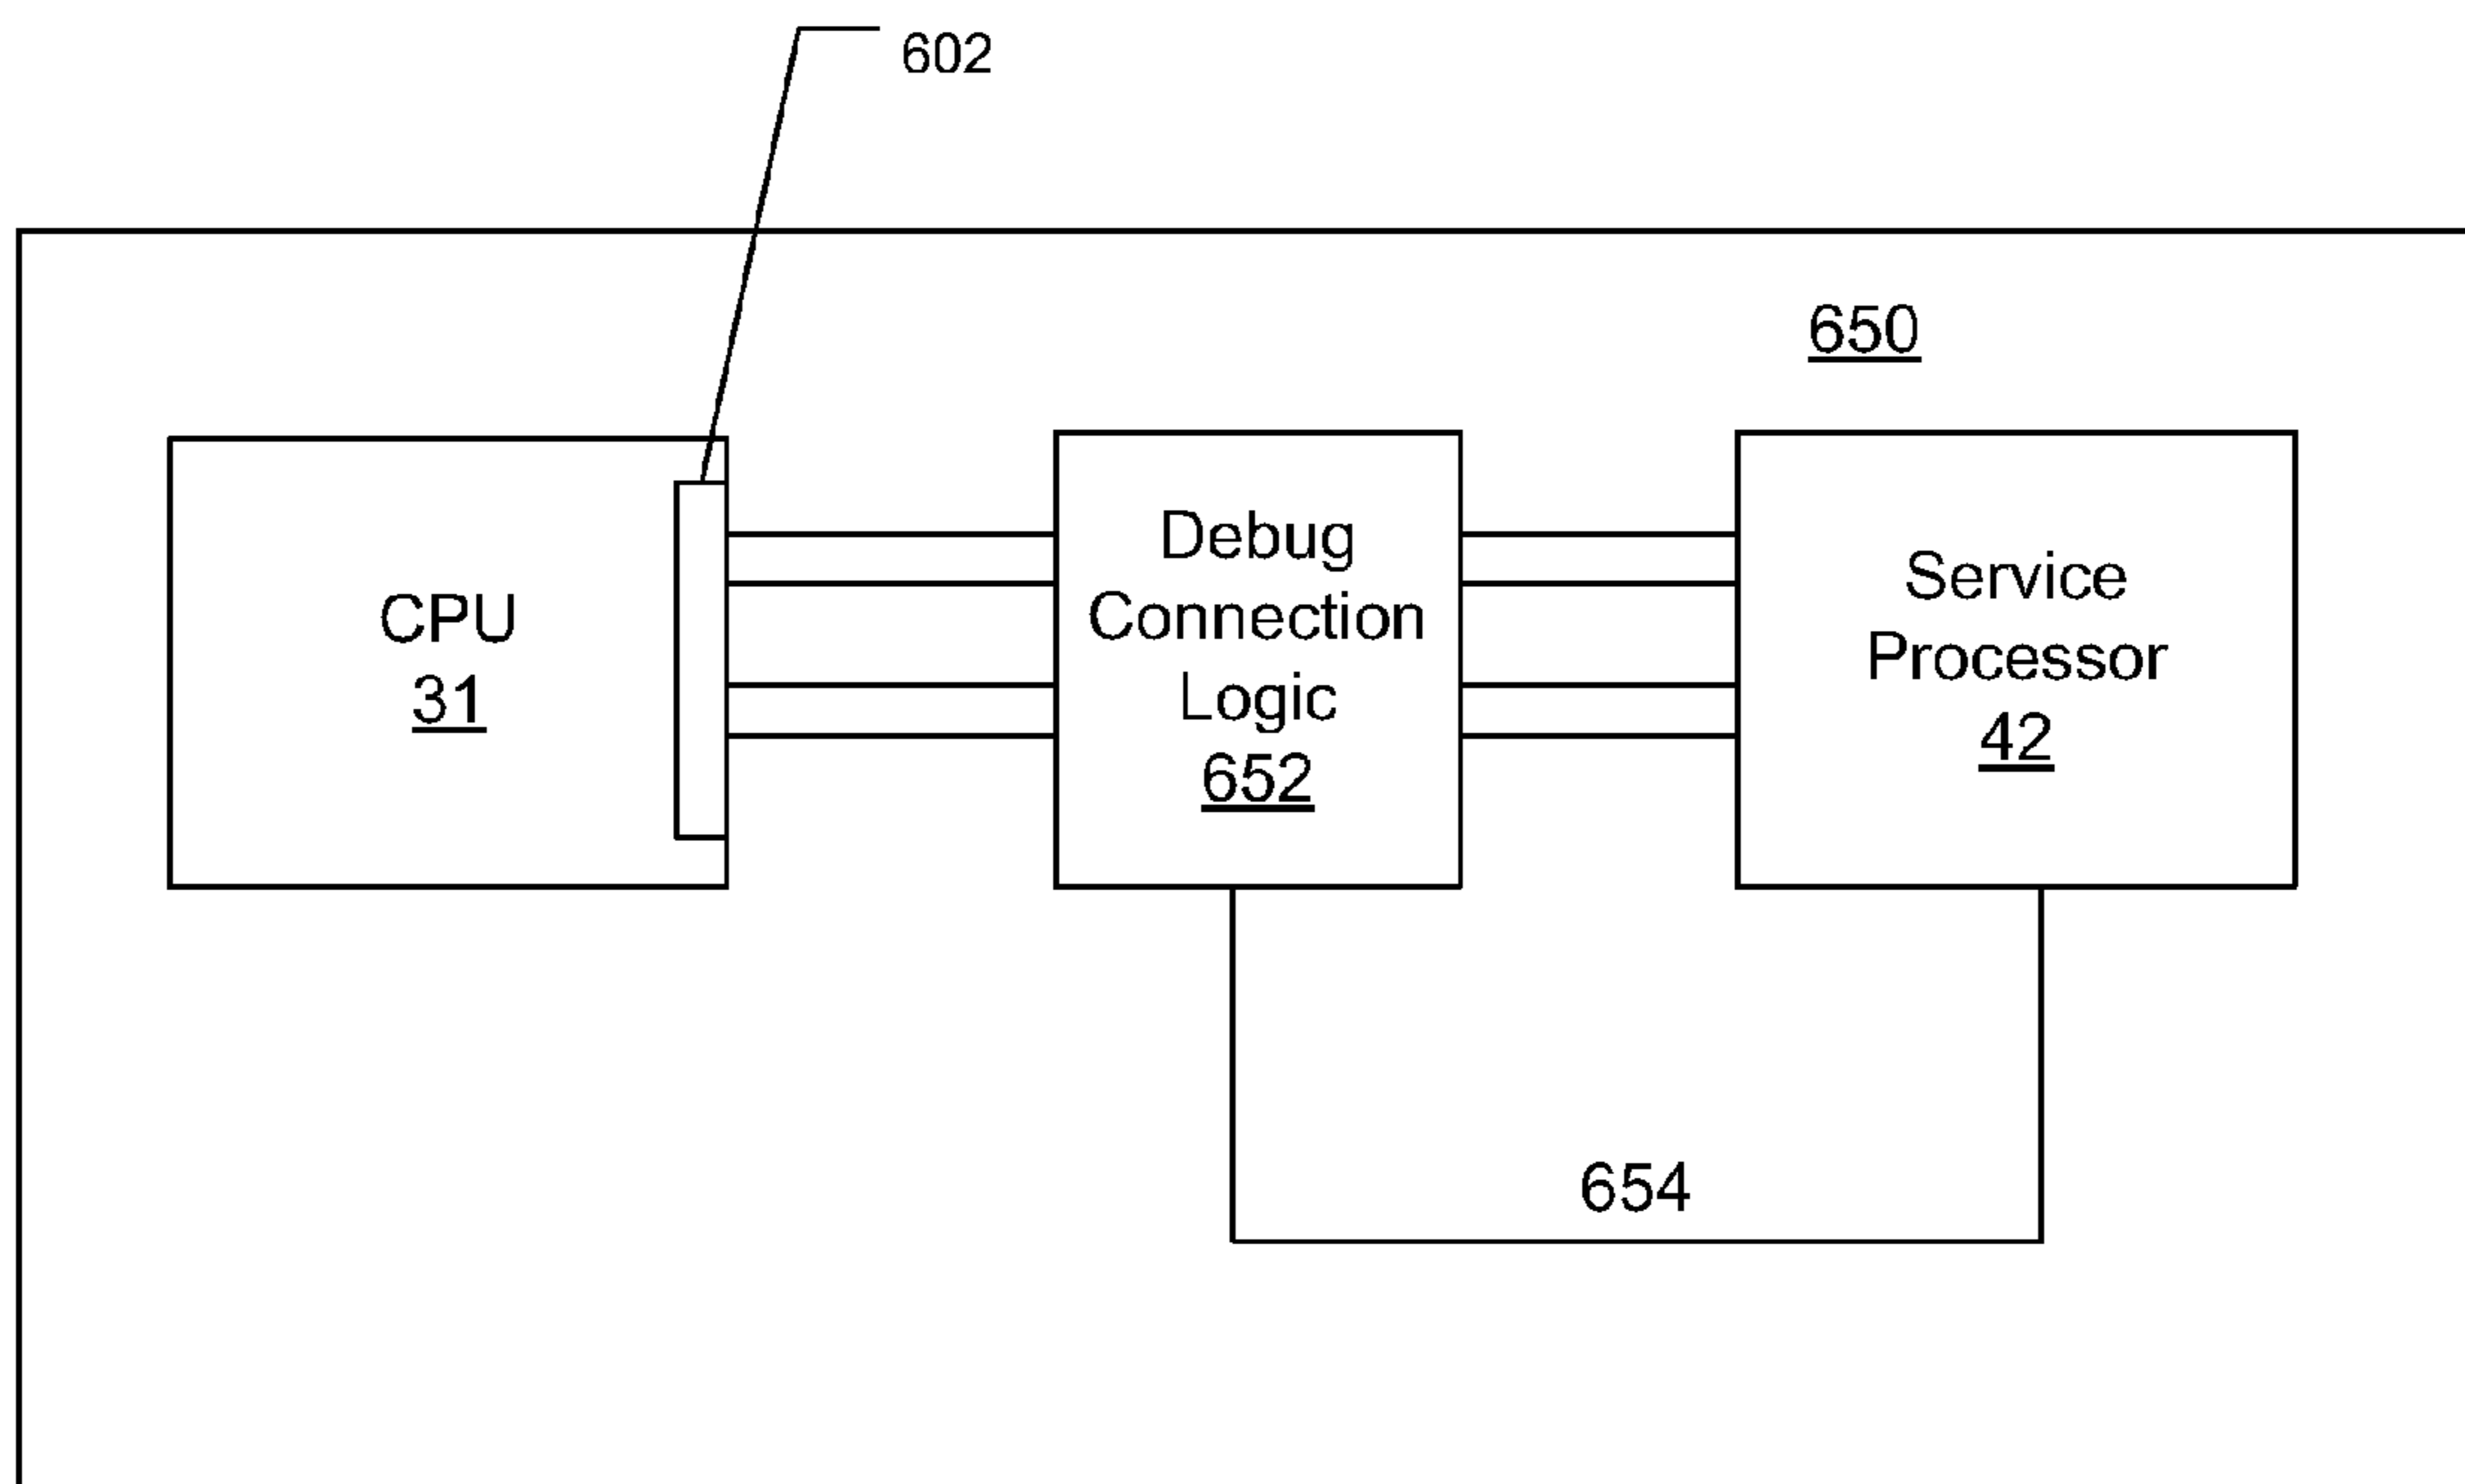 602
650
CPU
31
Debug
Connection
Logic
652
Service
Processor
42
654